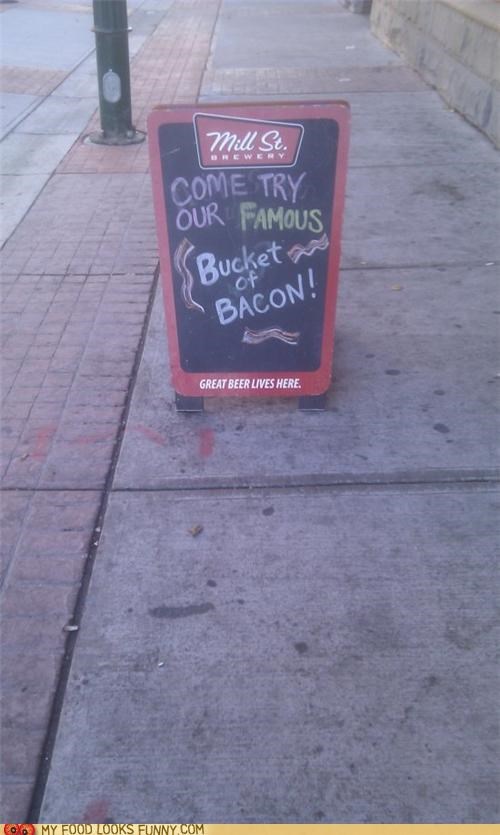 Mill St.
BREWERY
COME TRY
OUR FAMOUS
Bucket
of
BACON!
GREAT BEER LIVES HERE.
MY FOOD LOOKS FUNNY.COM